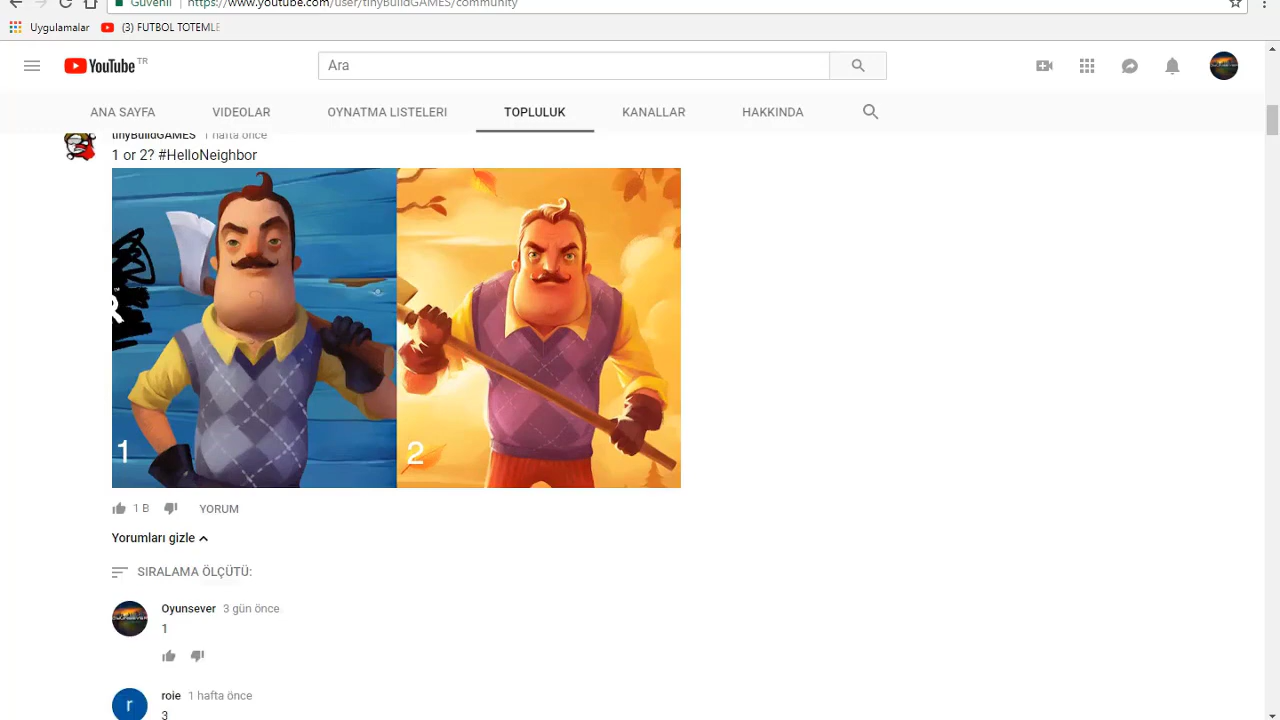 Güvenli https://www.youtube.com/user/tinyBuildGAMES/community
Uygulamalar (3) FUTBOL TOTEMLE
YouTube TR Ara
ANA SAYFA VIDEOLAR OYNATMA LISTELERI TOPLULUK KANALLAR HAKKINDA
tinyBuildGAMES 1 hafta önce
1 or 2? #HelloNeighbor
R ™
1 2
1 B YORUM
Yorumları gizle
SIRALAMA ÖLÇÜTÜ:
Oyunsever 3 gün önce
1
r roie 1 hafta önce
3